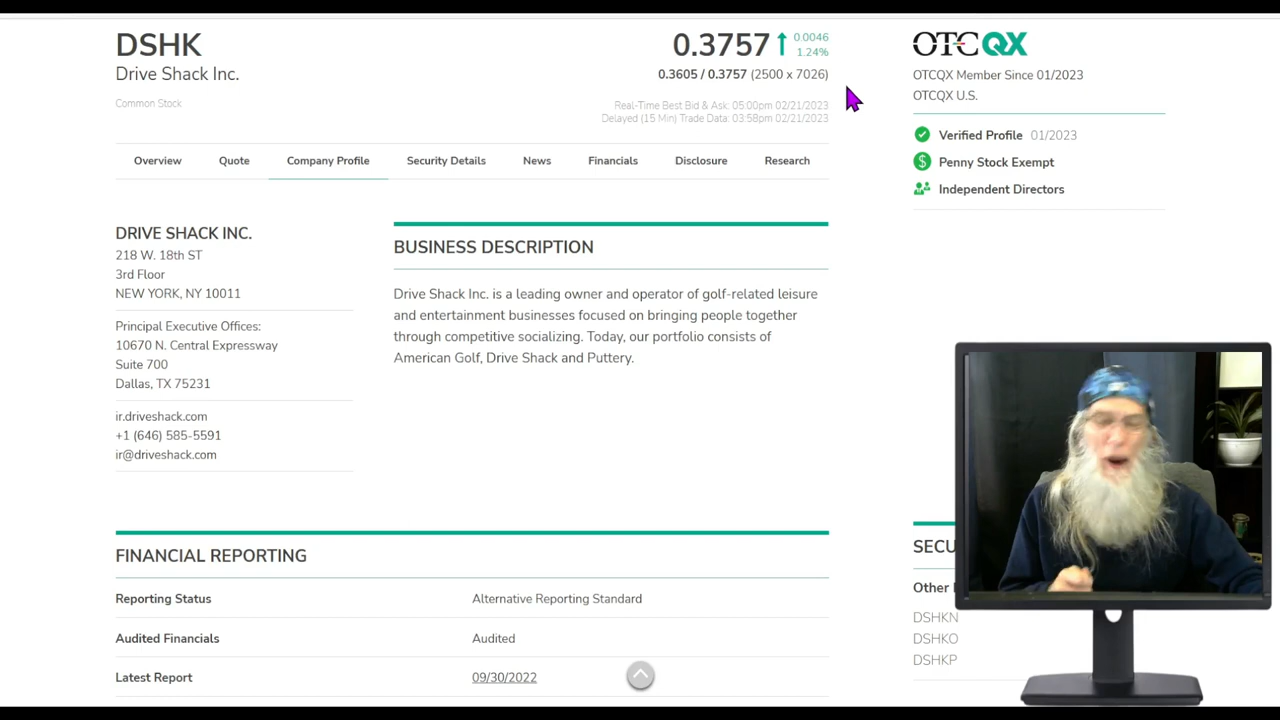 DSHK
Drive Shack Inc.
Common Stock
0.3757
0.0046
1.24%
0.3605 / 0.3757 (2500 x 7026)
Real-Time Best Bid & Ask: 05:00pm 02/21/2023
Delayed (15 Min) Trade Data: 03:58pm 02/21/2023
OTCQX
OTCQX Member Since 01/2023
OTCQX U.S.
Verified Profile 01/2023
Penny Stock Exempt
Independent Directors
Overview
Quote
Company Profile
Security Details
News
Financials
Disclosure
Research
DRIVE SHACK INC.
218 W. 18th ST
3rd Floor
NEW YORK, NY 10011
Principal Executive Offices:
10670 N. Central Expressway
Suite 700
Dallas, TX 75231
ir.driveshack.com
+1 (646) 585-5591
ir@driveshack.com
BUSINESS DESCRIPTION
Drive Shack Inc. is a leading owner and operator of golf-related leisure
and entertainment businesses focused on bringing people together
through competitive socializing. Today, our portfolio consists of
American Golf, Drive Shack and Puttery.
FINANCIAL REPORTING
Reporting Status
Alternative Reporting Standard
Audited Financials
Audited
Latest Report
09/30/2022
SECU
Other
DSHKN
DSHKO
DSHKP